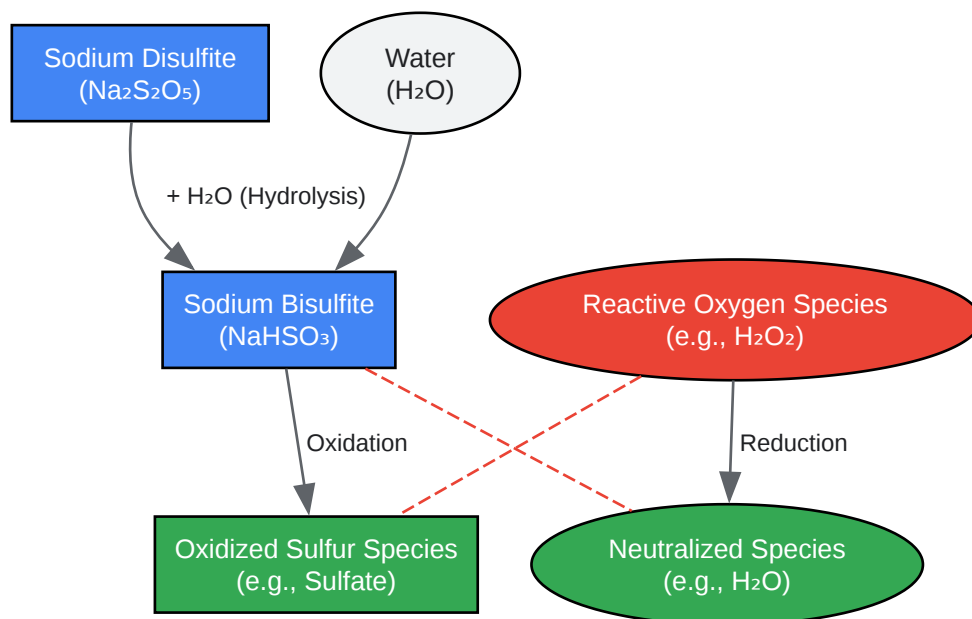 Sodium Disulfite
(Na₂S₂O₅)
Water
(H₂O)
+ H₂O (Hydrolysis)
Sodium Bisulfite
(NaHSO₃)
Reactive Oxygen Species
(e.g., H₂O₂)
Oxidation
Reduction
Oxidized Sulfur Species
(e.g., Sulfate)
Neutralized Species
(e.g., H₂O)